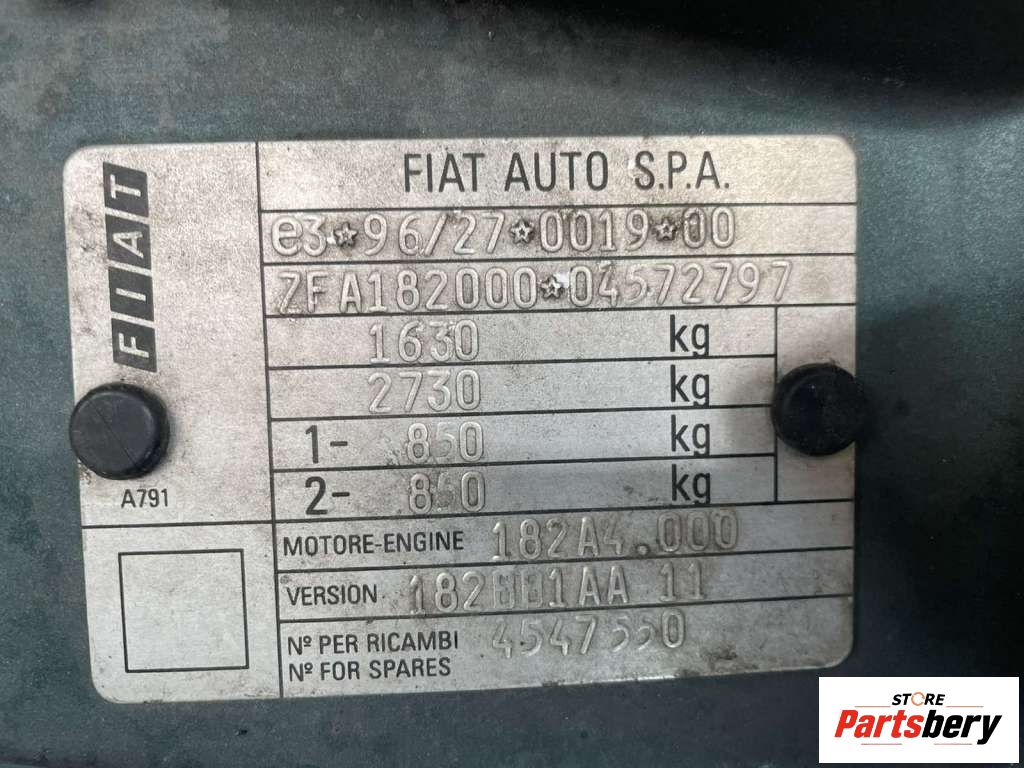 FIAT
FIAT AUTO S.P.A.
e3*96/27*0019*00
ZFA182000*04572797
1630 kg
2730 kg
1- 850 kg
2- 850 kg
A791
MOTORE-ENGINE 182A4.000
VERSION 182BB1AA 11
Nº PER RICAMBI 4547550
Nº FOR SPARES
STORE
Partsbery